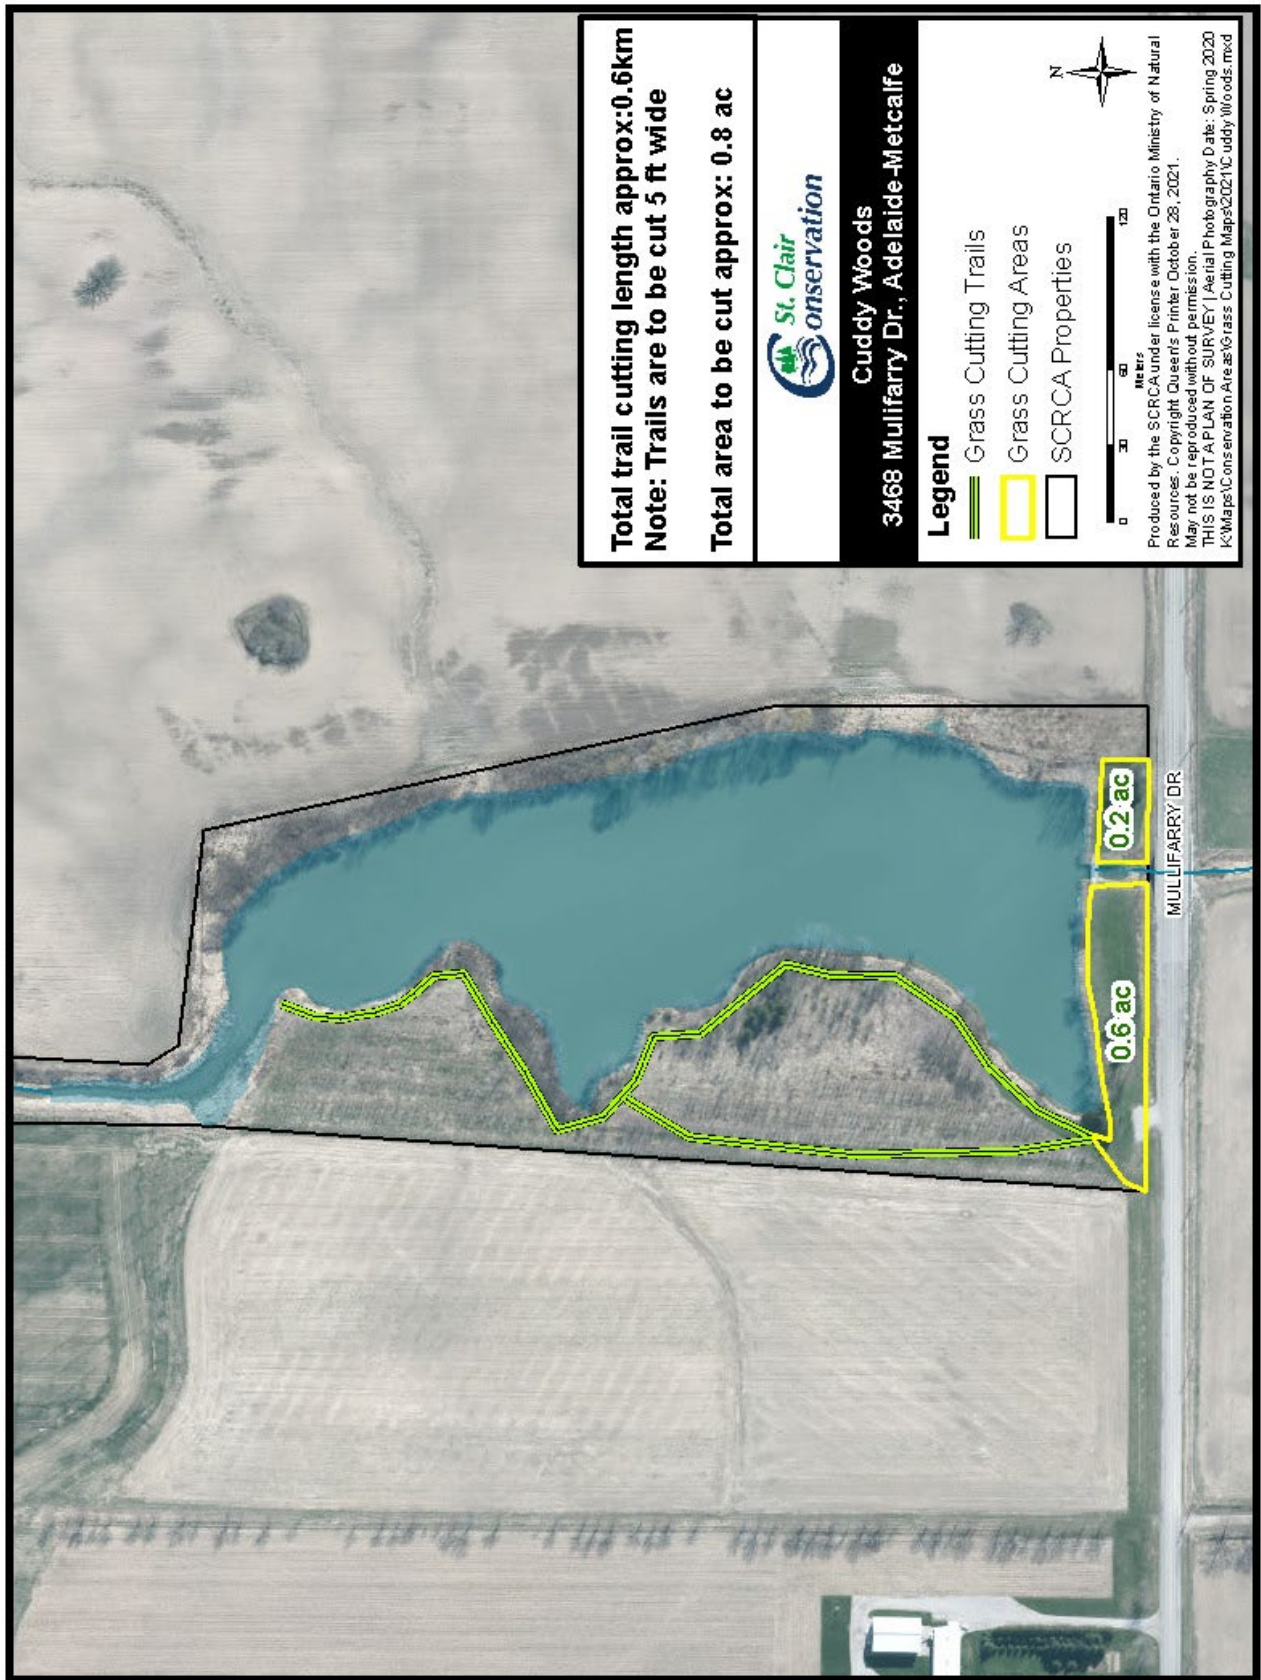 Total trail cutting length approx:0.6km
Note: Trails are to be cut 5 ft wide
Total area to be cut approx: 0.8 ac
St. Clair
Conservation
Cuddy Woods
3468 Mulifarry Dr., Adelaide-Metcalfe
Legend
Grass Cutting Trails
Grass Cutting Areas
SCRCA Properties
N
0 30 60 120
Meters
Produced by the SCRCA under license with the Ontario Ministry of Natural
Resources, Copyright Queen's Printer October 28, 2021.
May not be reproduced without permission.
THIS IS NOT A PLAN OF SURVEY | Aerial Photography Date: Spring 2020
K:\Maps\Conservation Areas\Grass Cutting Maps\2021\Cuddy Woods.mxd
0.6 ac
0.2 ac
MULLIFARRY DR